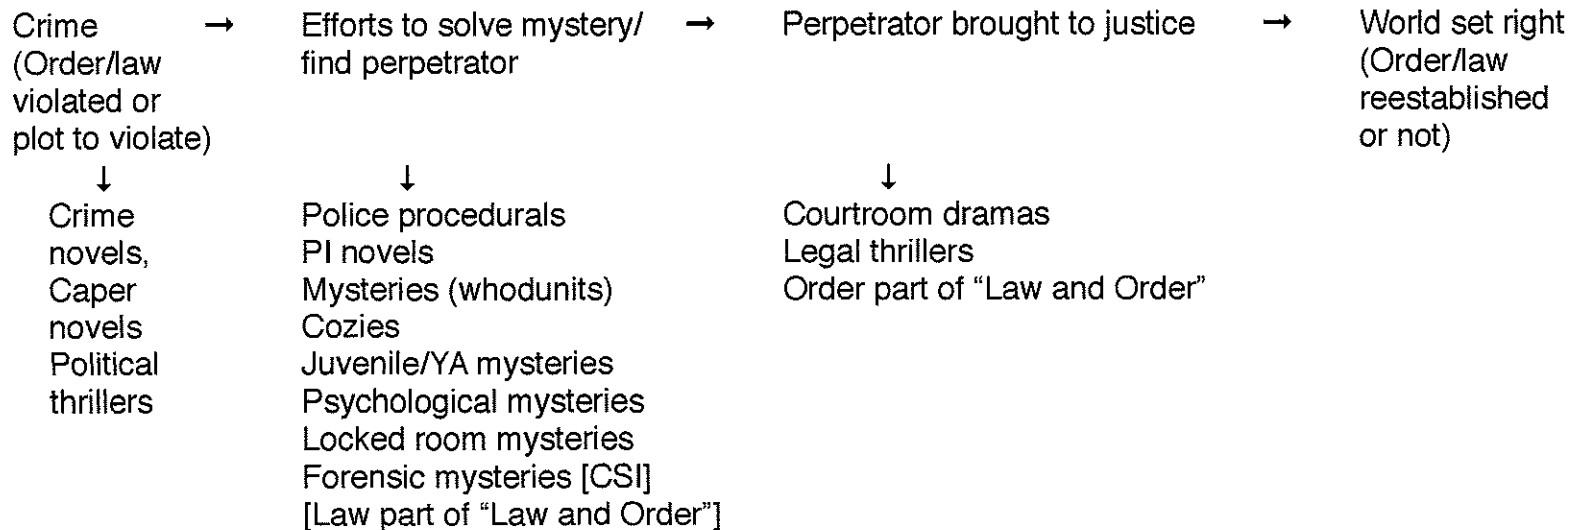 Crime → Efforts to solve mystery/ → Perpetrator brought to justice → World set right
(Order/law find perpetrator (Order/law
violated or reestablished
plot to violate) or not)
↓ ↓ ↓
Crime Police procedurals Courtroom dramas
novels, PI novels Legal thrillers
Caper Mysteries (whodunits) Order part of “Law and Order”
novels Cozies
Political Juvenile/YA mysteries
thrillers Psychological mysteries
Locked room mysteries
Forensic mysteries [CSI]
[Law part of “Law and Order”]